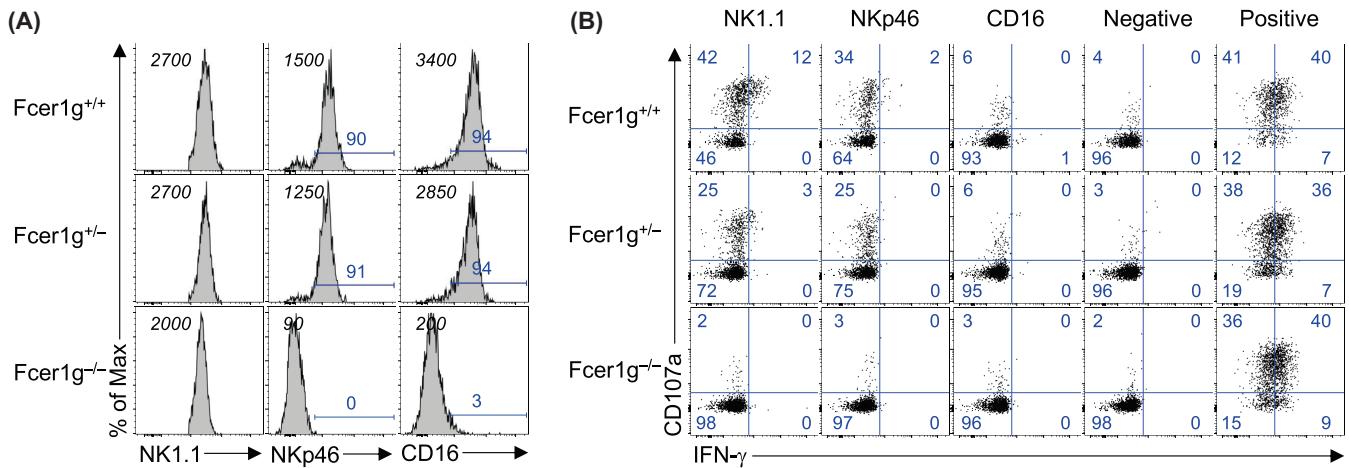 (A)
2700 1500 3400
Fcer1g+/+
90 94
2700 1250 2850
Fcer1g+/–
91 94
2000 90 200
Fcer1g–/–
0 3
% of Max
NK1.1 NKp46 CD16
(B)
NK1.1 NKp46 CD16 Negative Positive
42 12 34 2 6 0 4 0 41 40
Fcer1g+/+
46 0 64 0 93 1 96 0 12 7
25 3 25 0 6 0 3 0 38 36
Fcer1g+/–
72 0 75 0 95 0 96 0 19 7
2 0 3 0 3 0 2 0 36 40
Fcer1g–/–
98 0 97 0 96 0 98 0 15 9
CD107a
IFN-γ